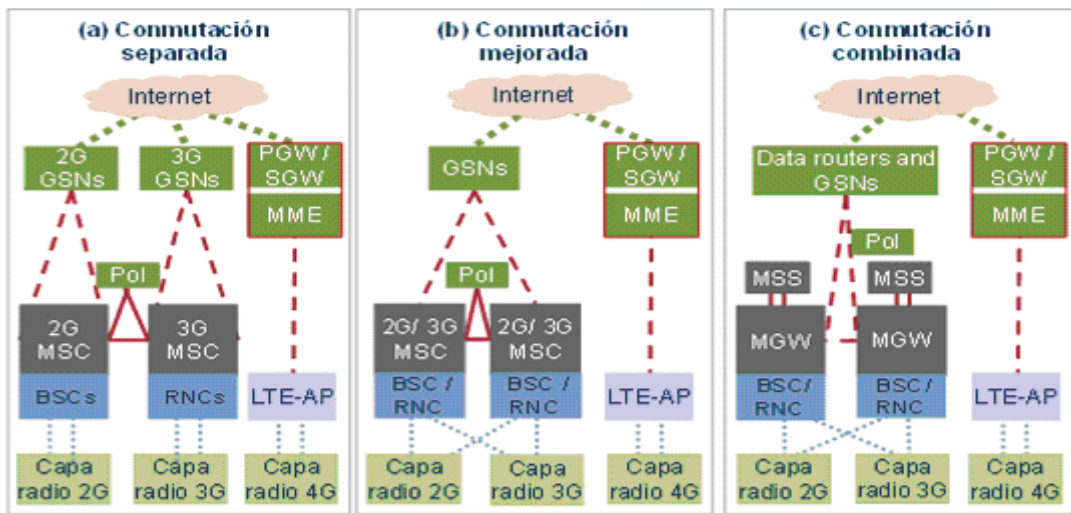 (a) Conmutación
separada
Internet
2G
GSNs
3G
GSNs
PGW /
SGW
MME
PoI
2G
MSC
3G
MSC
BSCs
RNCs
LTE-AP
Capa
radio 2G
Capa
radio 3G
Capa
radio 4G
(b) Conmutación
mejorada
Internet
GSNs
PGW /
SGW
MME
PoI
2G/ 3G
MSC
2G/ 3G
MSC
BSC /
RNC
BSC /
RNC
LTE-AP
Capa
radio 2G
Capa
radio 3G
Capa
radio 4G
(c) Conmutación
combinada
Internet
Data routers and
GSNs
PGW /
SGW
MME
PoI
MSS
MSS
MGW
MGW
BSC/
RNC
BSC/
RNC
LTE-AP
Capa
radio 2G
Capa
radio 3G
Capa
radio 4G